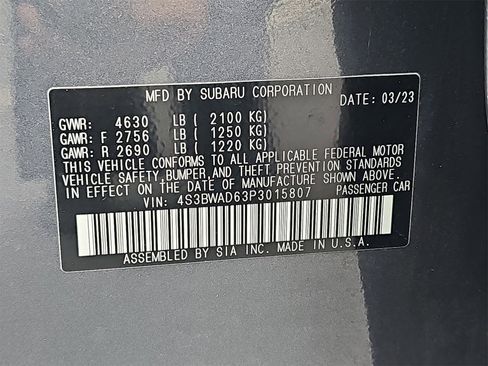 MFD BY SUBARU CORPORATION DATE: 03/23
GVWR: 4630 LB ( 2100 KG)
GAWR: F 2756 LB ( 1250 KG)
GAWR: R 2690 LB ( 1220 KG)
THIS VEHICLE CONFORMS TO ALL APPLICABLE FEDERAL MOTOR
VEHICLE SAFETY, BUMPER, AND THEFT PREVENTION STANDARDS
IN EFFECT ON THE DATE OF MANUFACTURE SHOWN ABOVE.
VIN: 4S3BWAD63P3015807 PASSENGER CAR
ASSEMBLED BY SIA INC. MADE IN U.S.A.